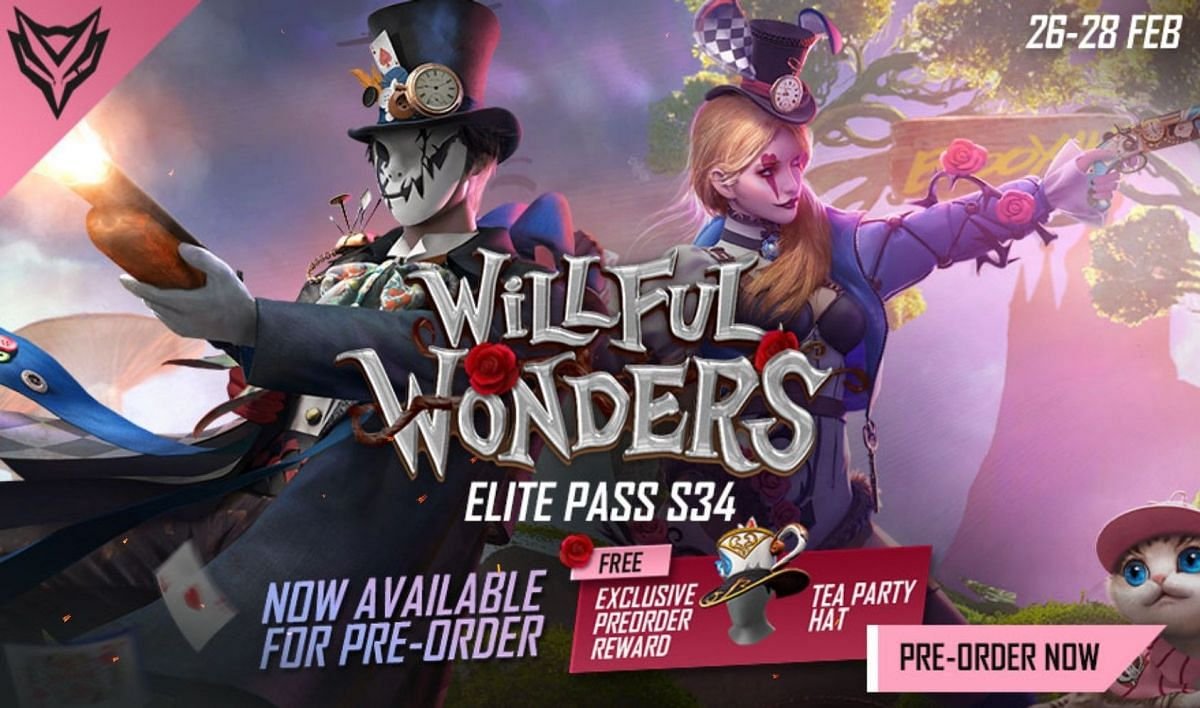 26-28 FEB
WiLLFUL
WONDERS
ELITE PASS S34
NOW AVAILABLE
FOR PRE-ORDER
FREE
EXCLUSIVE
PREORDER
REWARD
TEA PARTY
HAT
PRE-ORDER NOW